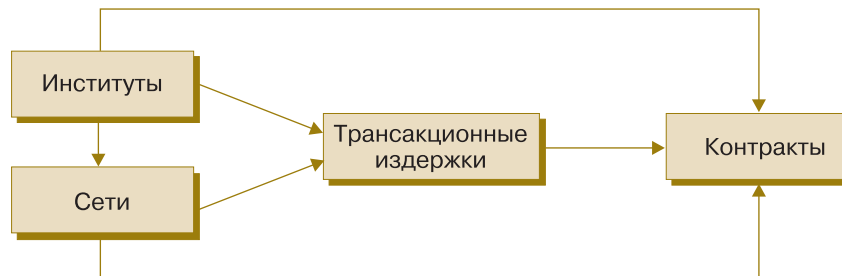 Институты
Трансакционные
издержки
Контракты
Сети